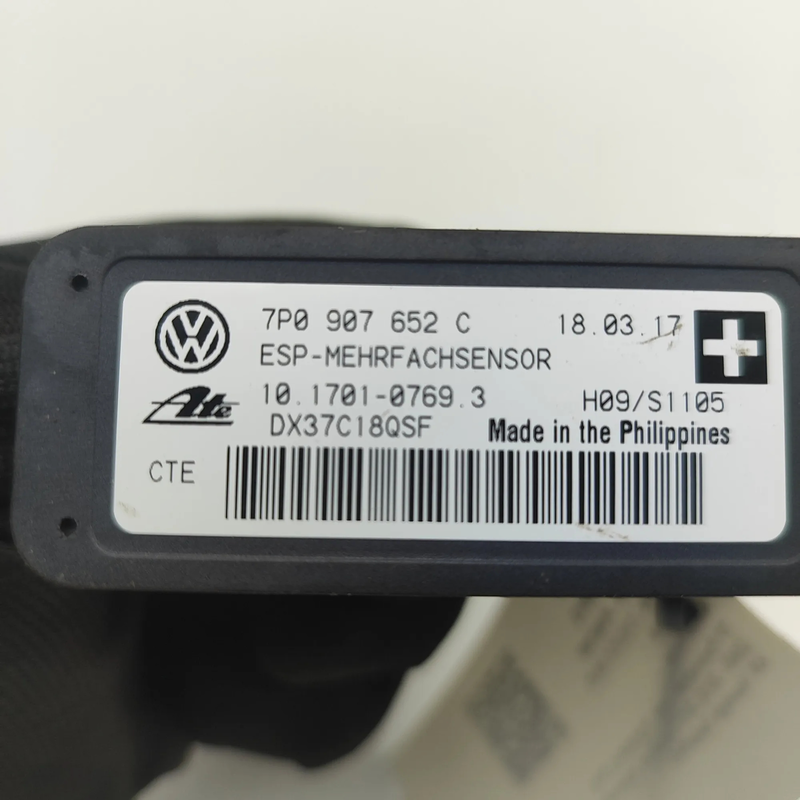 7P0 907 652 C 18.03.17
ESP-MEHRFACHSENSOR
Ate 10.1701-0769.3 H09/S1105
DX37C18QSF Made in the Philippines
CTE